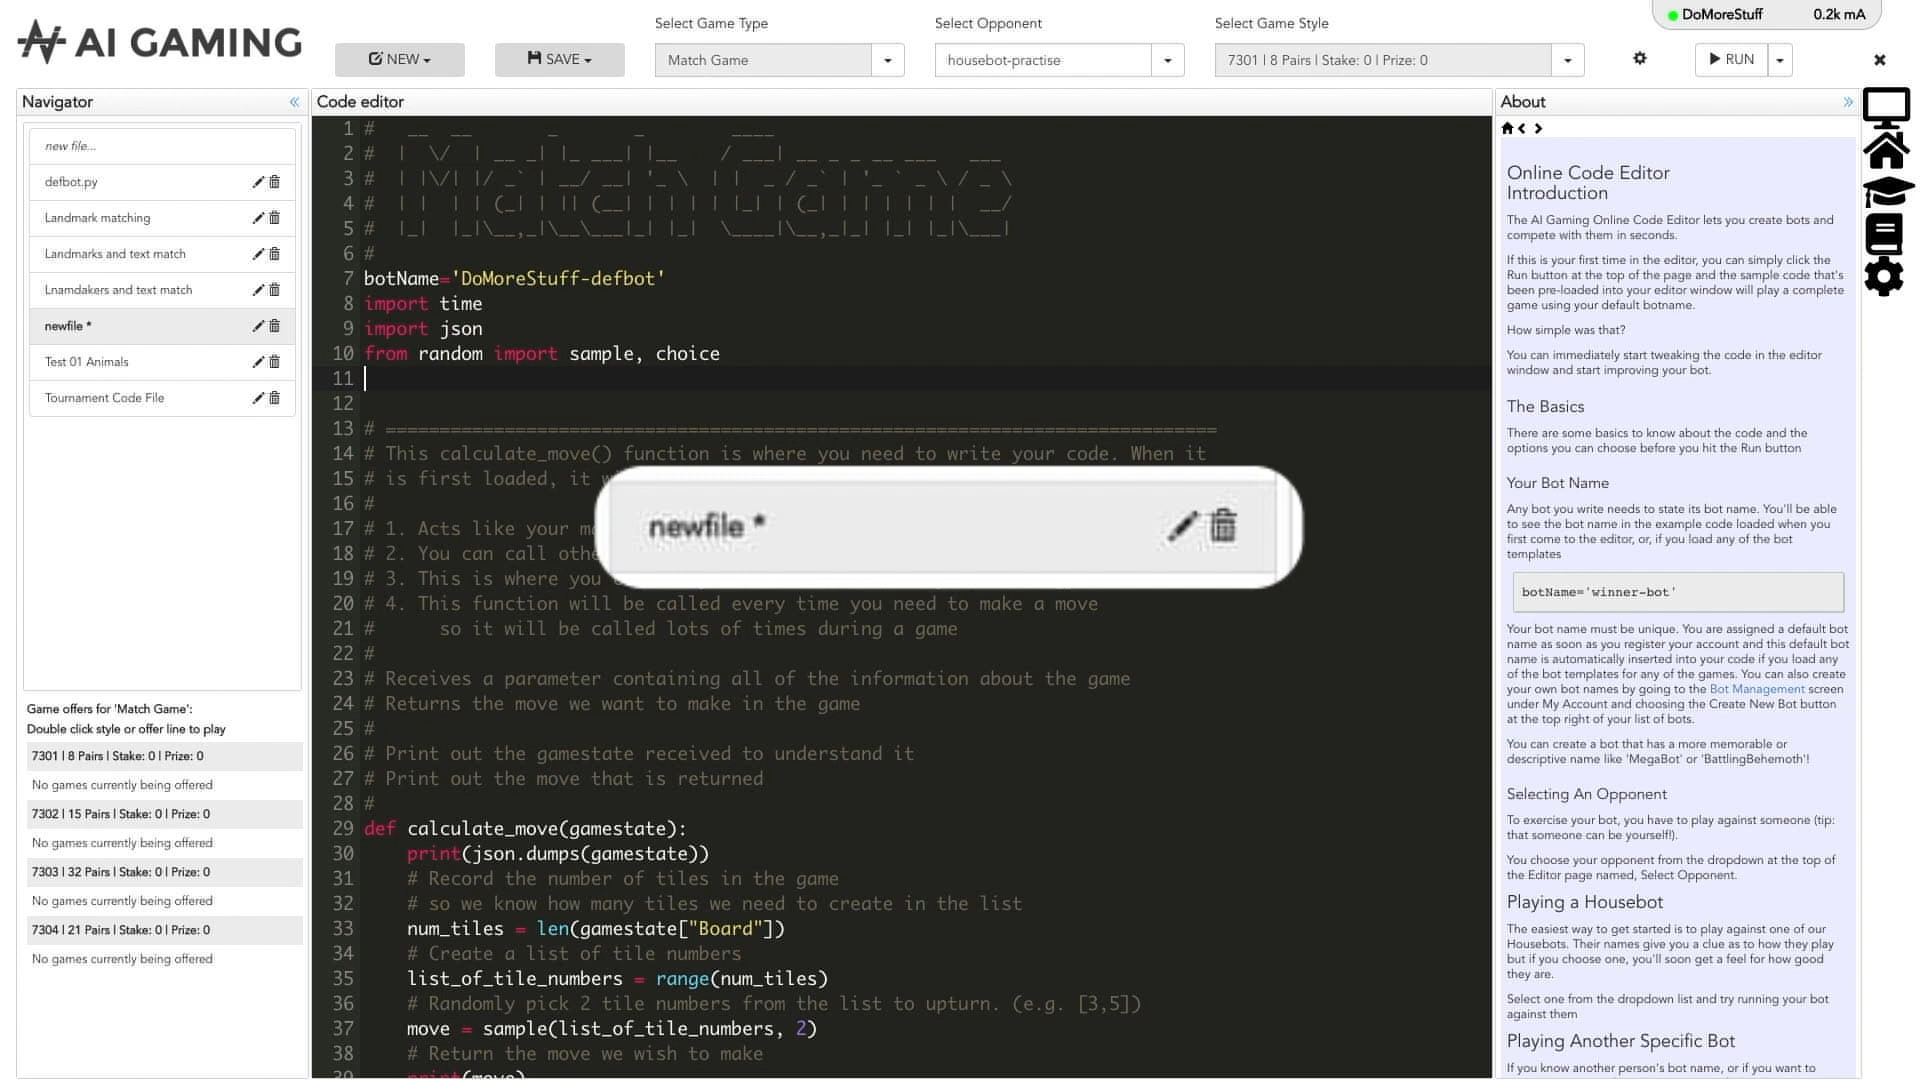 AI GAMING
NEW
SAVE
Select Game Type
Match Game
Select Opponent
housebot-practise
Select Game Style
7301 | 8 Pairs | Stake: 0 | Prize: 0
DoMoreStuff 0.2k mA
RUN
Navigator
new file...
defbot.py
Landmark matching
Landmarks and text match
Lnamdakers and text match
newfile *
Test 01 Animals
Tournament Code File
Game offers for 'Match Game':
Double click style or offer line to play
7301 | 8 Pairs | Stake: 0 | Prize: 0
No games currently being offered
7302 | 15 Pairs | Stake: 0 | Prize: 0
No games currently being offered
7303 | 32 Pairs | Stake: 0 | Prize: 0
No games currently being offered
7304 | 21 Pairs | Stake: 0 | Prize: 0
No games currently being offered
Code editor
Match Game
7 botName='DoMoreStuff-defbot'
8 import time
9 import json
10 from random import sample, choice
11
12
13 # =============================================================================
14 # This calculate_move() function is where you need to write your code. When it
15 # is first loaded, it
16 #
17 # 1. Acts like your
18 # 2. You can call
19 # 3. This is where you
20 # 4. This function will be called every time you need to make a move
21 #      so it will be called lots of times during a game
22 #
23 # Receives a parameter containing all of the information about the game
24 # Returns the move we want to make in the game
25 #
26 # Print out the gamestate received to understand it
27 # Print out the move that is returned
28 #
29 def calculate_move(gamestate):
30     print(json.dumps(gamestate))
31     # Record the number of tiles in the game
32     # so we know how many tiles we need to create in the list
33     num_tiles = len(gamestate["Board"])
34     # Create a list of tile numbers
35     list_of_tile_numbers = range(num_tiles)
36     # Randomly pick 2 tile numbers from the list to upturn. (e.g. [3,5])
37     move = sample(list_of_tile_numbers, 2)
38     # Return the move we wish to make
39     print(move)
newfile *
About
Online Code Editor
Introduction
The AI Gaming Online Code Editor lets you create bots and
compete with them in seconds.
If this is your first time in the editor, you can simply click the
Run button at the top of the page and the sample code that's
been pre-loaded into your editor window will play a complete
game using your default botname.
How simple was that?
You can immediately start tweaking the code in the editor
window and start improving your bot.
The Basics
There are some basics to know about the code and the
options you can choose before you hit the Run button
Your Bot Name
Any bot you write needs to state its bot name. You'll be able
to see the bot name in the example code loaded when you
first come to the editor, or, if you load any of the bot
templates
botName='winner-bot'
Your bot name must be unique. You are assigned a default bot
name as soon as you register your account and this default bot
name is automatically inserted into your code if you load any
of the bot templates for any of the games. You can also create
your own bot names by going to the Bot Management screen
under My Account and choosing the Create New Bot button
at the top right of your list of bots.
You can create a bot that has a more memorable or
descriptive name like 'MegaBot' or 'BattlingBehemoth'!
Selecting An Opponent
To exercise your bot, you have to play against someone (tip:
that someone can be yourself!).
You choose your opponent from the dropdown at the top of
the Editor page named, Select Opponent.
Playing a Housebot
The easiest way to get started is to play against one of our
Housebots. Their names give you a clue as to how they play
but if you choose one, you'll soon get a feel for how good
they are.
Select one from the dropdown list and try running your bot
against them
Playing Another Specific Bot
If you know another person's bot name, or if you want to